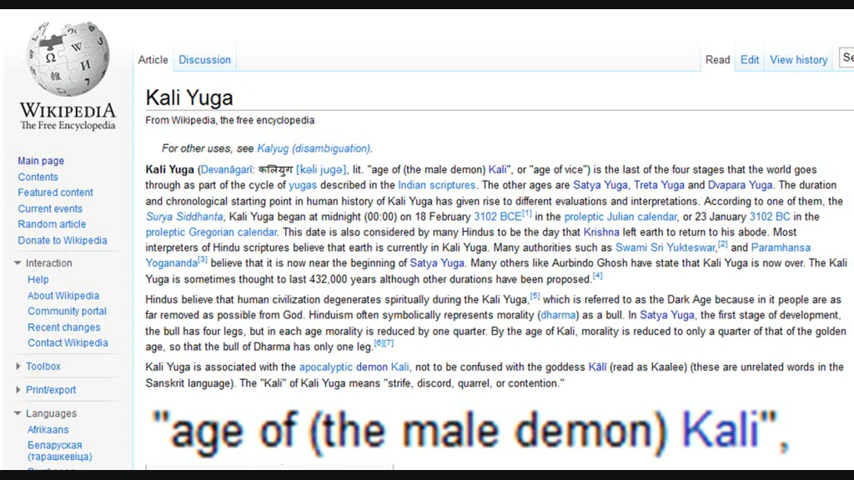 WIKIPEDIA
The Free Encyclopedia
Main page
Contents
Featured content
Current events
Random article
Donate to Wikipedia
Interaction
Help
About Wikipedia
Community portal
Recent changes
Contact Wikipedia
Toolbox
Print/export
Languages
Afrikaans
Беларуская
(тарашкевіца)
Article Discussion Read Edit View history
Kali Yuga
From Wikipedia, the free encyclopedia
For other uses, see Kalyug (disambiguation).
Kali Yuga (Devanāgarī: कलियुग [kəli juɡə], lit. "age of (the male demon) Kali", or "age of vice") is the last of the four stages that the world goes
through as part of the cycle of yugas described in the Indian scriptures. The other ages are Satya Yuga, Treta Yuga and Dvapara Yuga. The duration
and chronological starting point in human history of Kali Yuga has given rise to different evaluations and interpretations. According to one of them, the
Surya Siddhanta, Kali Yuga began at midnight (00:00) on 18 February 3102 BCE[1] in the proleptic Julian calendar, or 23 January 3102 BC in the
proleptic Gregorian calendar. This date is also considered by many Hindus to be the day that Krishna left earth to return to his abode. Most
interpreters of Hindu scriptures believe that earth is currently in Kali Yuga. Many authorities such as Swami Sri Yukteswar,[2] and Paramhansa
Yogananda[3] believe that it is now near the beginning of Satya Yuga. Many others like Aurbindo Ghosh have state that Kali Yuga is now over. The Kali
Yuga is sometimes thought to last 432,000 years although other durations have been proposed.[4]
Hindus believe that human civilization degenerates spiritually during the Kali Yuga,[5] which is referred to as the Dark Age because in it people are as
far removed as possible from God. Hinduism often symbolically represents morality (dharma) as a bull. In Satya Yuga, the first stage of development,
the bull has four legs, but in each age morality is reduced by one quarter. By the age of Kali, morality is reduced to only a quarter of that of the golden
age, so that the bull of Dharma has only one leg.[6][7]
Kali Yuga is associated with the apocalyptic demon Kali, not to be confused with the goddess Kālī (read as Kaalee) (these are unrelated words in the
Sanskrit language). The "Kali" of Kali Yuga means "strife, discord, quarrel, or contention."
"age of (the male demon) Kali",